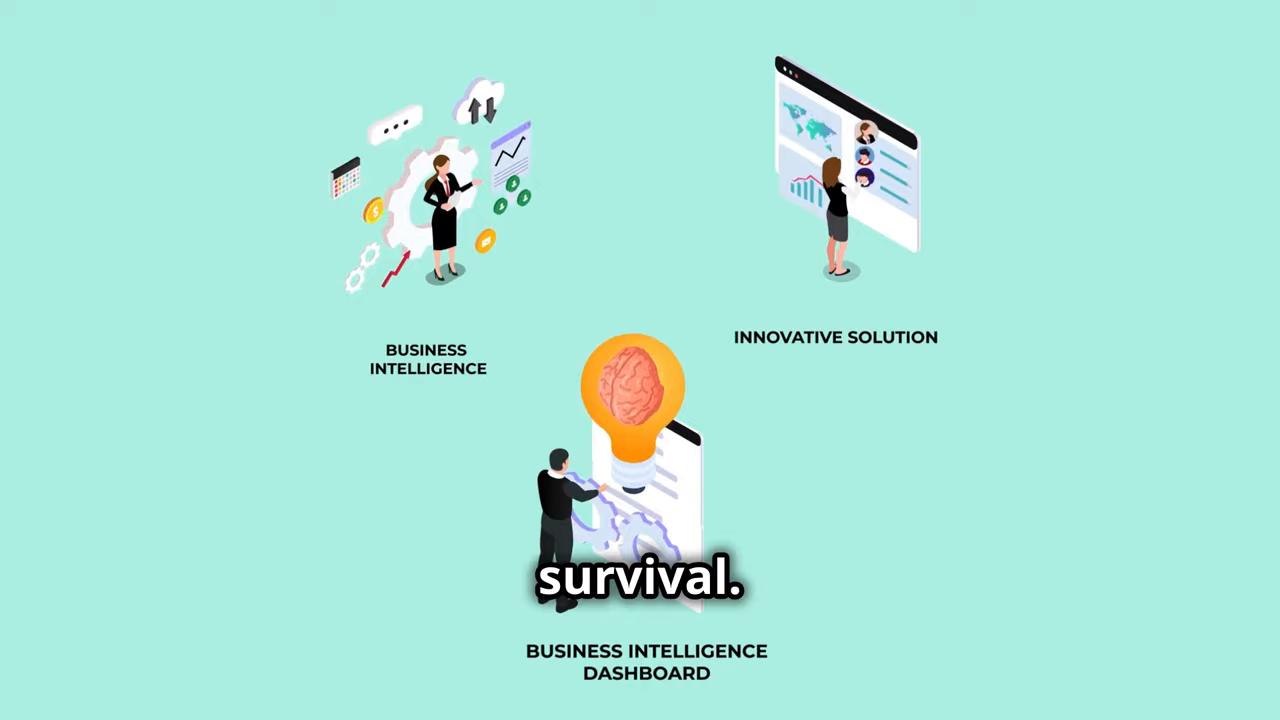 BUSINESS
INTELLIGENCE
INNOVATIVE SOLUTION
survival.
BUSINESS INTELLIGENCE
DASHBOARD